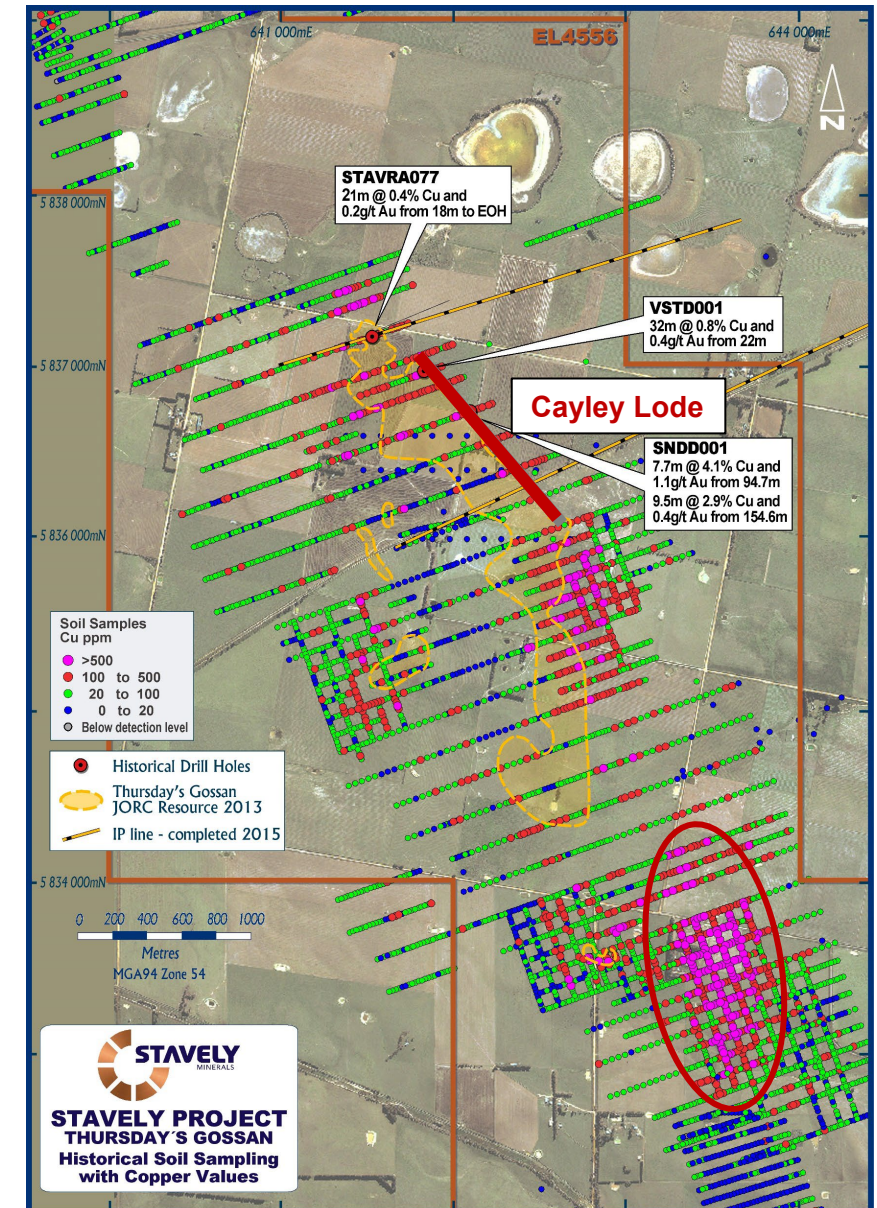 641 000mE
EL4556
644 000mE
N
STAVRA077
21m @ 0.4% Cu and
0.2g/t Au from 18m to EOH
5 838 000mN
VSTD001
32m @ 0.8% Cu and
0.4g/t Au from 22m
5 837 000mN
Cayley Lode
SNDD001
7.7m @ 4.1% Cu and
1.1g/t Au from 94.7m
9.5m @ 2.9% Cu and
0.4g/t Au from 154.6m
5 836 000mN
Soil Samples
Cu ppm
>500
100 to 500
20 to 100
0 to 20
Below detection level
Historical Drill Holes
Thursday's Gossan
JORC Resource 2013
IP line - completed 2015
5 834 000mN
0 200 400 600 800 1000
Metres
MGA94 Zone 54
STAVELY
MINERALS
STAVELY PROJECT
THURSDAY´S GOSSAN
Historical Soil Sampling
with Copper Values